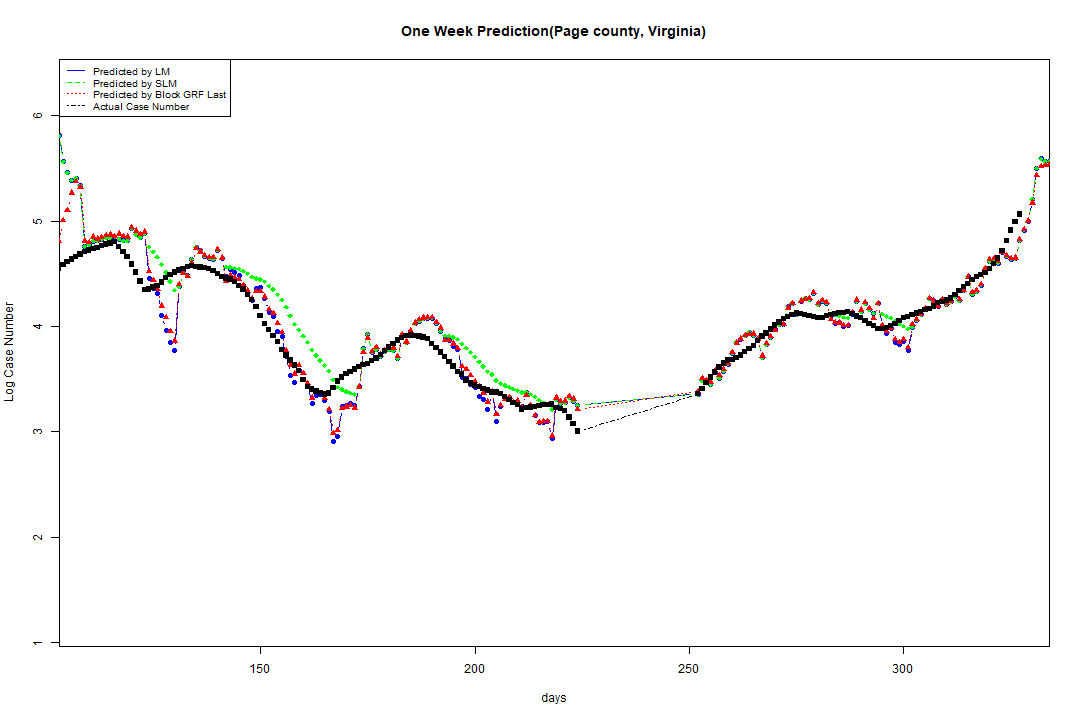 One Week Prediction(Page county, Virginia)
Predicted by LM
Predicted by SLM
Predicted by Block GRF Last
Actual Case Number
6
5
4
3
2
1
Log Case Number
150
200
250
300
days